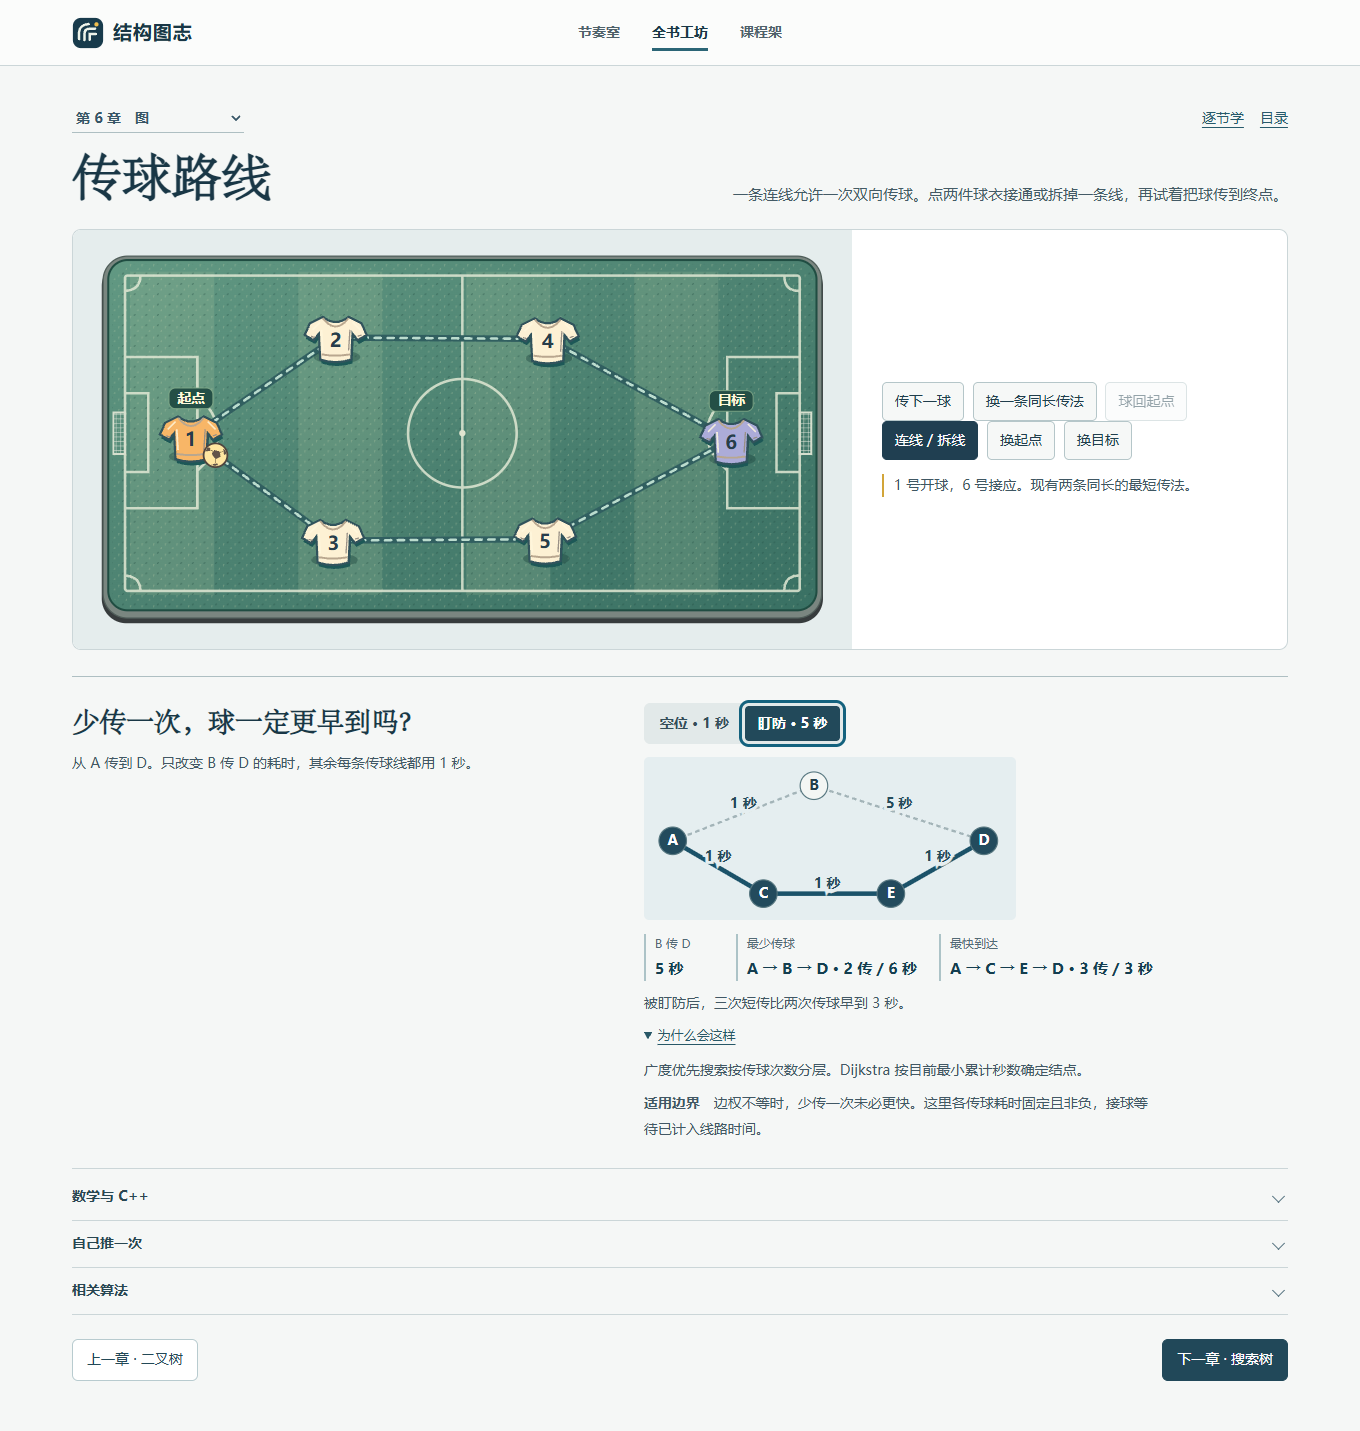 结构图志
节奏室
全书工坊
课程架
第 6 章　图
逐节学
目录
传球路线
一条连线允许一次双向传球。点两件球衣接通或拆掉一条线，再试着把球传到终点。
2
4
起点
目标
1
6
3
5
传下一球
换一条同长传法
球回起点
连线 / 拆线
换起点
换目标
1 号开球，6 号接应。现有两条同长的最短传法。
少传一次，球一定更早到吗？
从 A 传到 D。只改变 B 传 D 的耗时，其余每条传球线都用 1 秒。
空位 • 1 秒
盯防 • 5 秒
B
1 秒
5 秒
A
D
1 秒
1 秒
1 秒
C
E
B 传 D
5 秒
最少传球
A → B → D • 2 传 / 6 秒
最快到达
A → C → E → D • 3 传 / 3 秒
被盯防后，三次短传比两次传球早到 3 秒。
▼ 为什么会这样
广度优先搜索按传球次数分层。Dijkstra 按目前最小累计秒数确定结点。
适用边界　边权不等时，少传一次未必更快。这里各传球耗时固定且非负，接球等
待已计入线路时间。
数学与 C++
自己推一次
相关算法
上一章 · 二叉树
下一章 · 搜索树